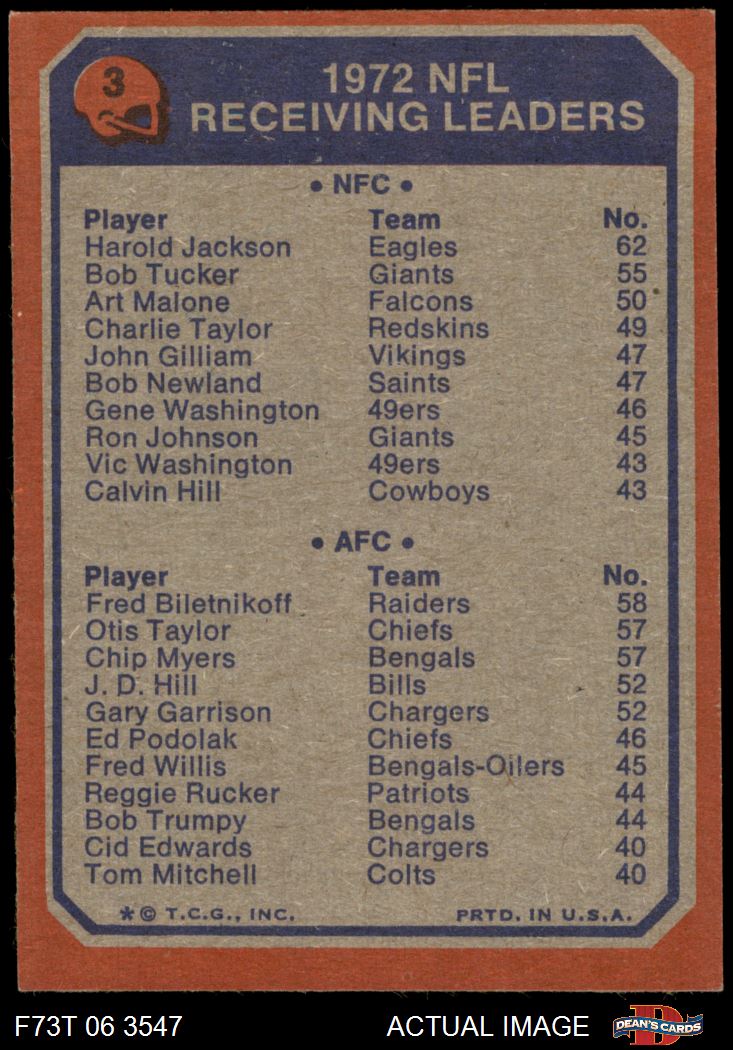 3
1972 NFL
RECEIVING LEADERS
• NFC •
Player Team No.
Harold Jackson Eagles 62
Bob Tucker Giants 55
Art Malone Falcons 50
Charlie Taylor Redskins 49
John Gilliam Vikings 47
Bob Newland Saints 47
Gene Washington 49ers 46
Ron Johnson Giants 45
Vic Washington 49ers 43
Calvin Hill Cowboys 43
• AFC •
Player Team No.
Fred Biletnikoff Raiders 58
Otis Taylor Chiefs 57
Chip Myers Bengals 57
J. D. Hill Bills 52
Gary Garrison Chargers 52
Ed Podolak Chiefs 46
Fred Willis Bengals-Oilers 45
Reggie Rucker Patriots 44
Bob Trumpy Bengals 44
Cid Edwards Chargers 40
Tom Mitchell Colts 40
*© T.C.G., INC. PRTD. IN U.S.A.
F73T 06 3547 ACTUAL IMAGE D DEAN'S CARDS